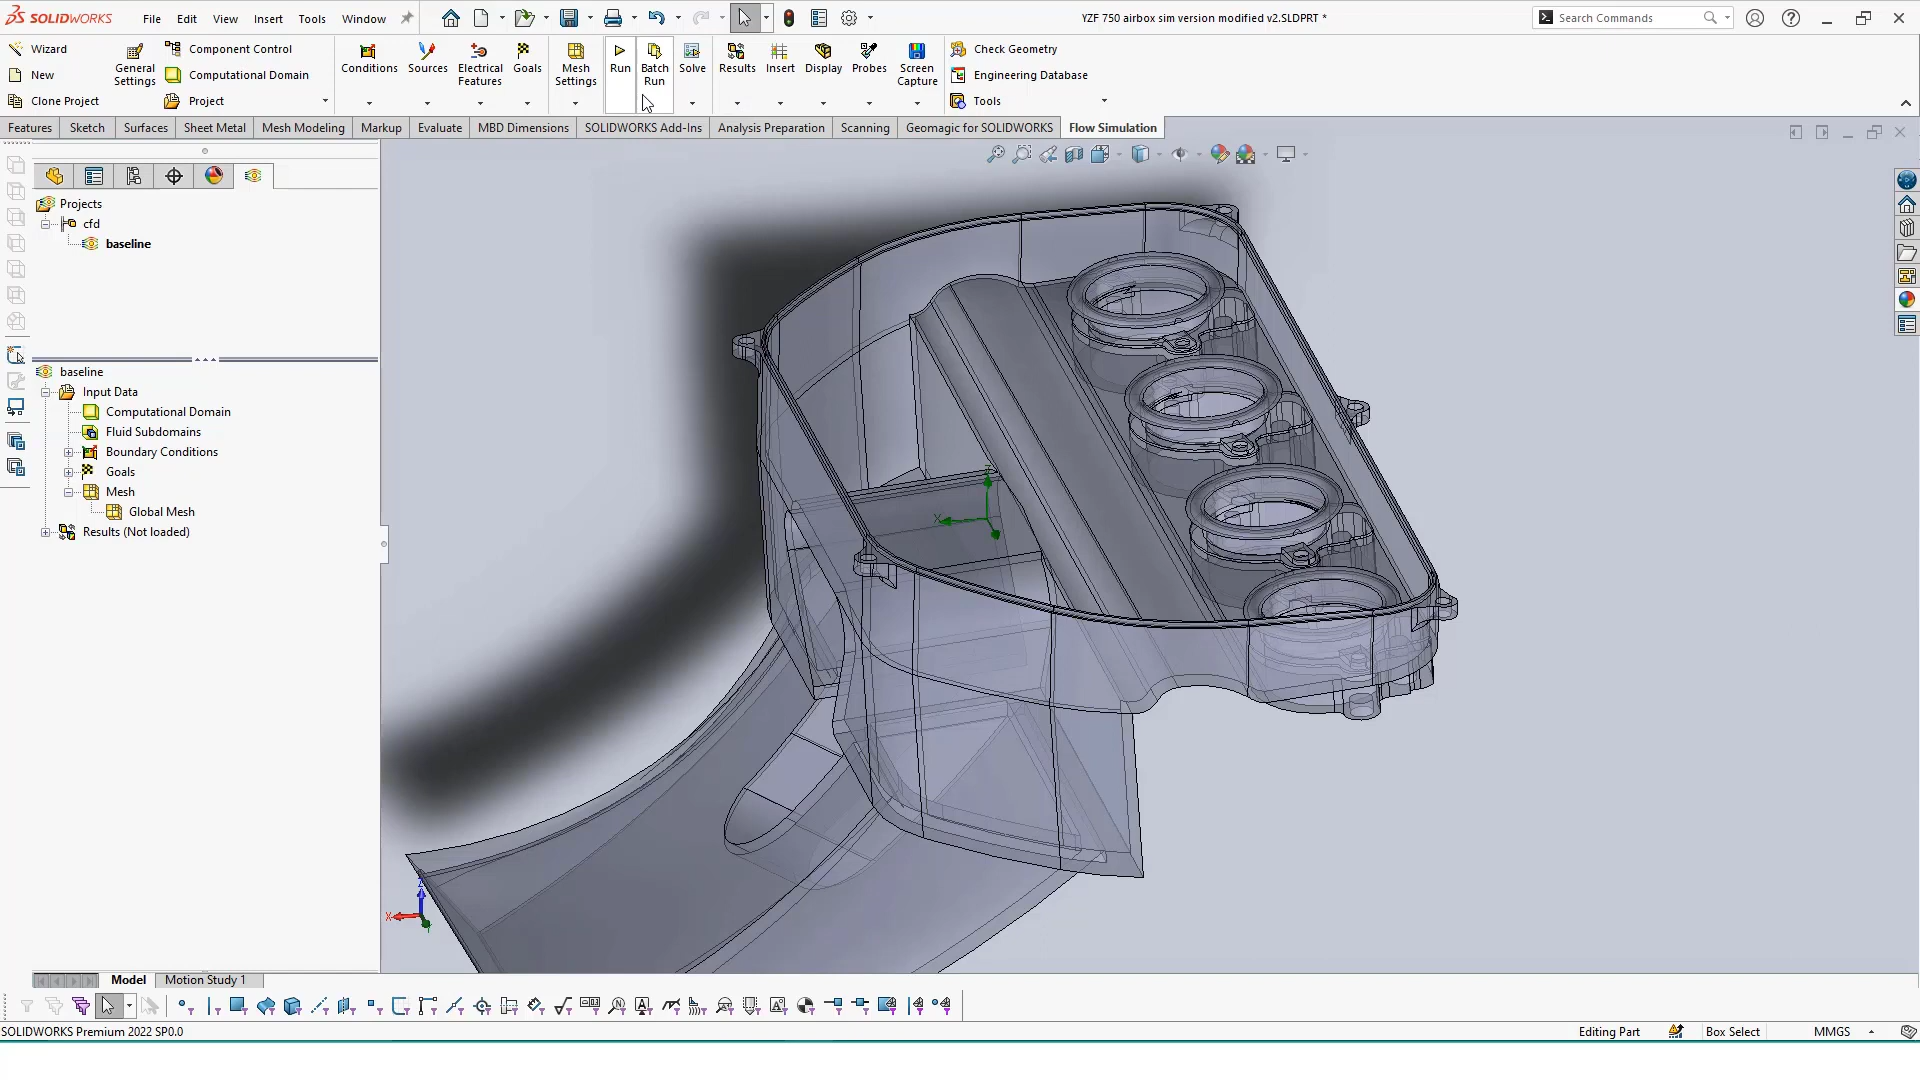 SOLIDWORKS File Edit View Insert Tools Window YZF 750 airbox sim version modified v2.SLDPRT * Search Commands
Wizard
New
Clone Project
General Settings
Component Control
Computational Domain
Project
Conditions
Sources
Electrical Features
Goals
Mesh Settings
Run
Batch Run
Solve
Results
Insert
Display
Probes
Screen Capture
Check Geometry
Engineering Database
Tools
Features Sketch Surfaces Sheet Metal Mesh Modeling Markup Evaluate MBD Dimensions SOLIDWORKS Add-Ins Analysis Preparation Scanning Geomagic for SOLIDWORKS Flow Simulation
Projects
cfd
baseline
baseline
Input Data
Computational Domain
Fluid Subdomains
Boundary Conditions
Goals
Mesh
Global Mesh
Results (Not loaded)
Z
X
Z
X
Y
Model Motion Study 1
SOLIDWORKS Premium 2022 SP0.0 Editing Part Box Select MMGS